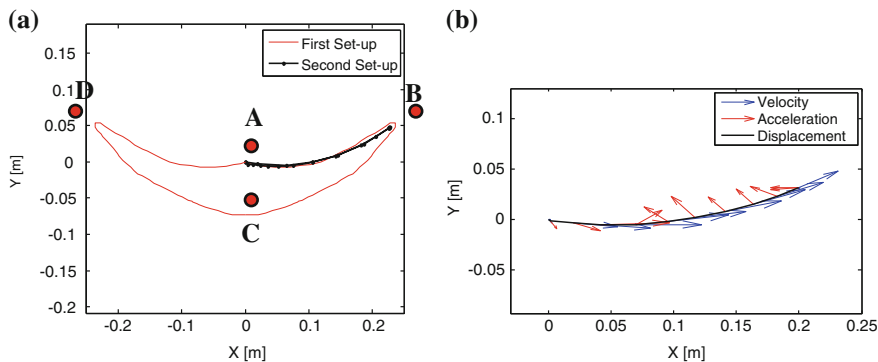 (a)
0.15
0.1
0.05
0
-0.05
-0.1
-0.15
-0.2
Y [m]
-0.2
-0.1
0
0.1
0.2
X [m]
First Set-up
Second Set-up
D
A
B
C
(b)
0.1
0.05
0
-0.05
Y [m]
0
0.05
0.1
0.15
0.2
0.25
X [m]
Velocity
Acceleration
Displacement